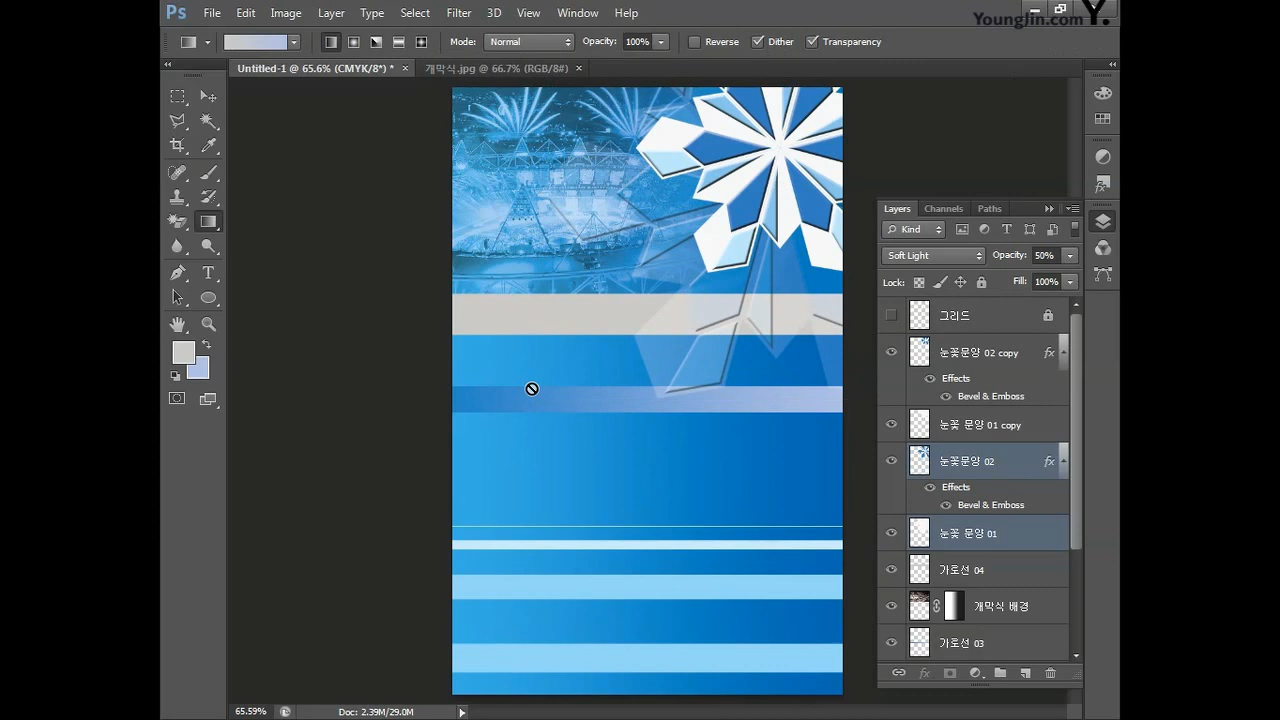 Ps File Edit Image Layer Type Select Filter 3D View Window Help
YoungJin.com Y.
Mode: Normal Opacity: 100% Reverse Dither Transparency
Untitled-1 @ 65.6% (CMYK/8*) * × 개막식.jpg @ 66.7% (RGB/8#) ×
Layers Channels Paths
Kind
Soft Light Opacity: 50%
Lock: Fill: 100%
그리드
눈꽃문양 02 copy fx
Effects
Bevel & Emboss
눈꽃 문양 01 copy
눈꽃문양 02 fx
Effects
Bevel & Emboss
눈꽃 문양 01
가로선 04
개막식 배경
가로선 03
fx
65.59% Doc: 2.39M/29.0M